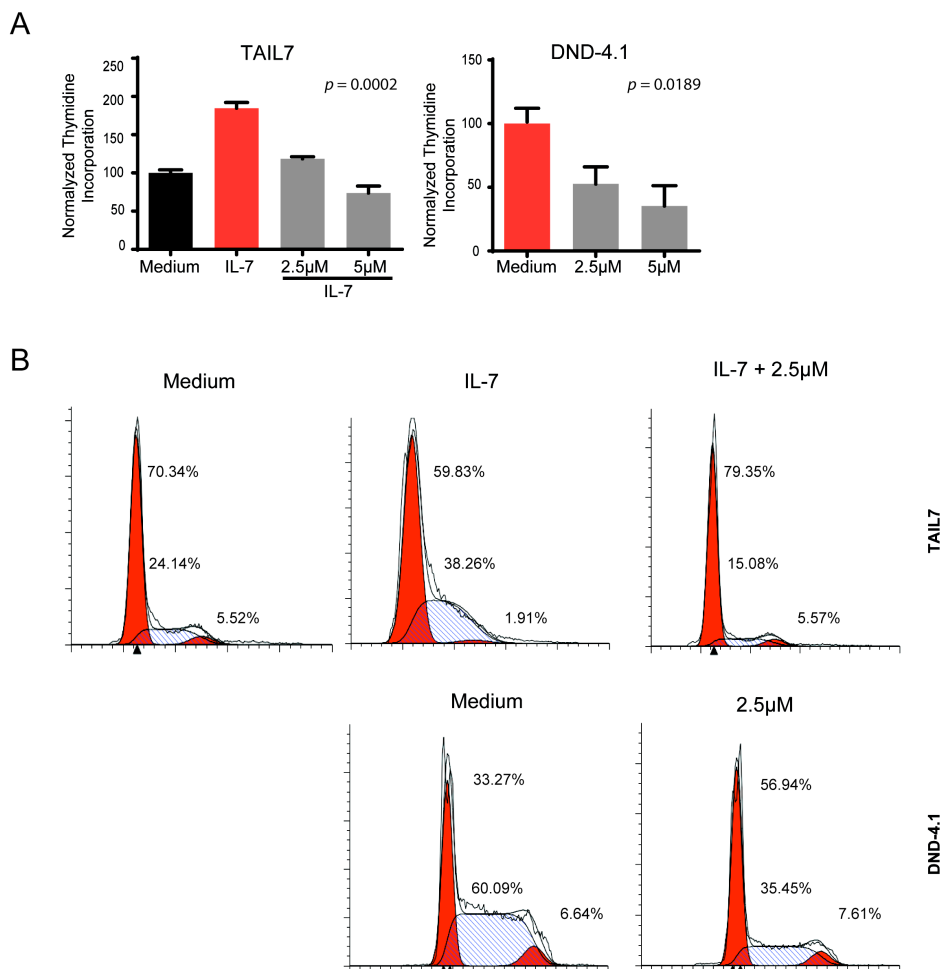 A
TAIL7
Normalized Thymidine
Incorporation
250
200
150
100
50
0
p = 0.0002
Medium IL-7 2.5µM 5µM
IL-7
DND-4.1
Normalized Thymidine
Incorporation
150
100
50
0
p = 0.0189
Medium 2.5µM 5µM
B
Medium
70.34%
24.14%
5.52%
IL-7
59.83%
38.26%
1.91%
IL-7 + 2.5µM
79.35%
15.08%
5.57%
TAIL7
Medium
33.27%
60.09%
6.64%
2.5µM
56.94%
35.45%
7.61%
DND-4.1